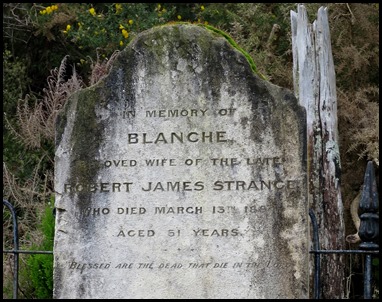 IN MEMORY OF
BLANCHE,
BELOVED WIFE OF THE LATE
ROBERT JAMES STRANGE
WHO DIED MARCH 13TH
AGED 51 YEARS.
BLESSED ARE THE DEAD THAT DIE IN THE